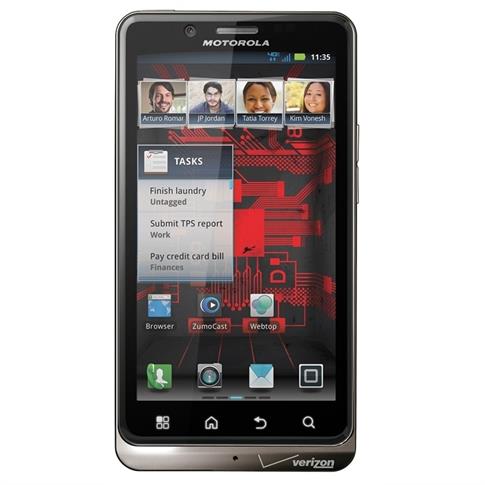 MOTOROLA
4G 11:35
Arturo Romar JP Jordan Tatia Torrey Kim Vonesh
TASKS
Finish laundry
Untagged
Submit TPS report
Work
Pay credit card bill
Finances
D
Browser ZumoCast Webtop
verizon